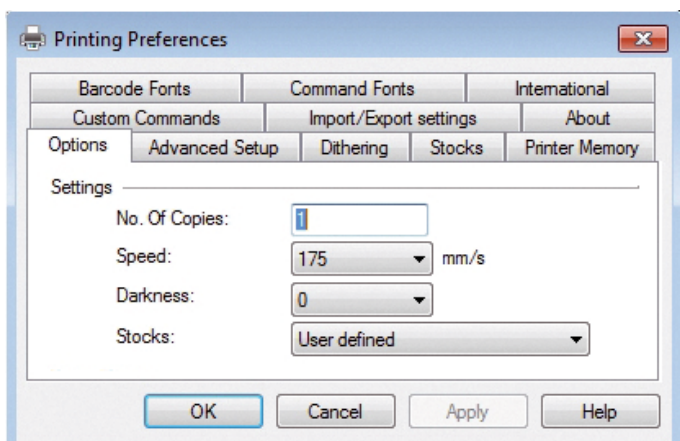 Printing Preferences
Barcode Fonts Command Fonts International
Custom Commands Import/Export settings About
Options Advanced Setup Dithering Stocks Printer Memory
Settings
No. Of Copies: 1
Speed: 175 mm/s
Darkness: 0
Stocks: User defined
OK Cancel Apply Help